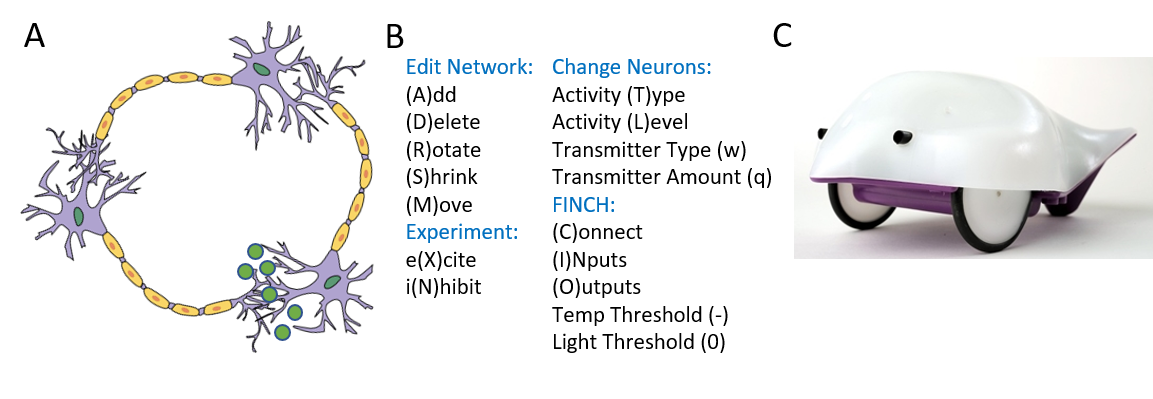 A
B
C
Edit Network:
(A)dd
(D)elete
(R)otate
(S)hrink
(M)ove
Experiment:
e(X)cite
i(N)hibit
Change Neurons:
Activity (T)ype
Activity (L)evel
Transmitter Type (w)
Transmitter Amount (q)
FINCH:
(C)onnect
(I)Nputs
(O)utputs
Temp Threshold (-)
Light Threshold (0)